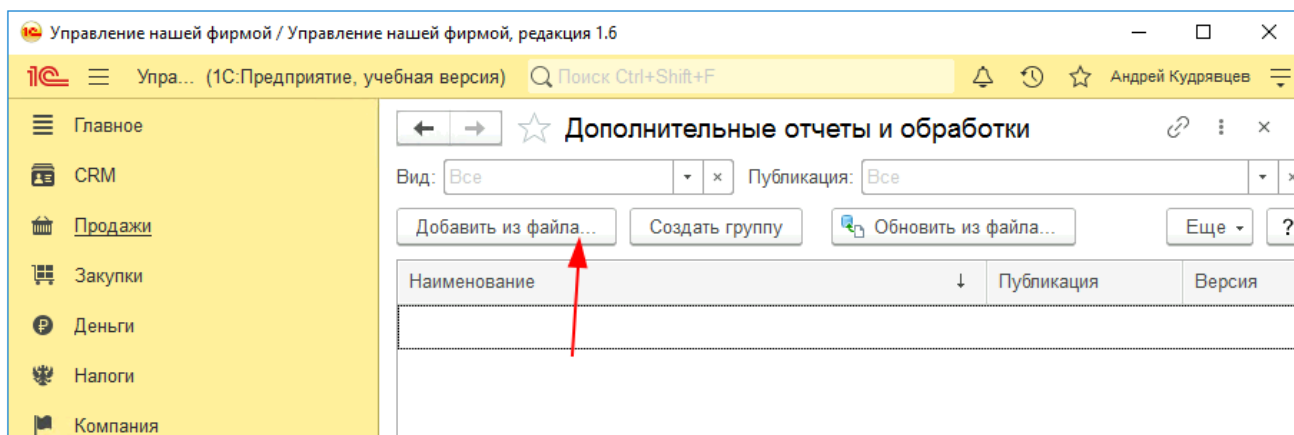 Управление нашей фирмой / Управление нашей фирмой, редакция 1.6
Упра... (1С:Предприятие, учебная версия) Поиск Ctrl+Shift+F Андрей Кудрявцев
Главное
Дополнительные отчеты и обработки
CRM
Вид: Все Публикация: Все
Продажи
Добавить из файла... Создать группу Обновить из файла... Еще ?
Закупки
Наименование ↓ Публикация Версия
Деньги
Налоги
Компания